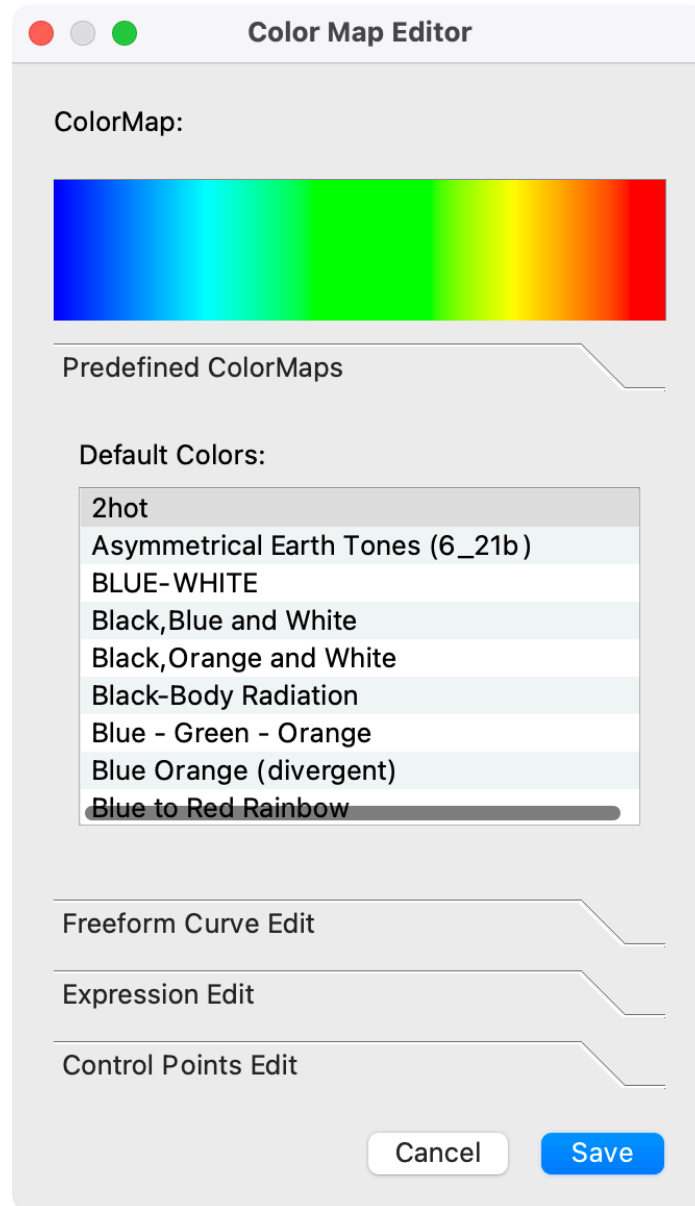 Color Map Editor
ColorMap:
Predefined ColorMaps
Default Colors:
2hot
Asymmetrical Earth Tones (6_21b)
BLUE-WHITE
Black,Blue and White
Black,Orange and White
Black-Body Radiation
Blue - Green - Orange
Blue Orange (divergent)
Blue to Red Rainbow
Freeform Curve Edit
Expression Edit
Control Points Edit
Cancel
Save